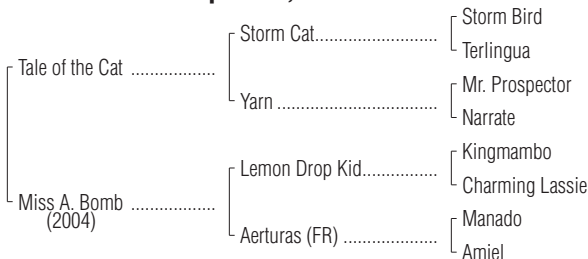 Storm Bird
Storm Cat..............................
Terlingua
Tale of the Cat ..................
Mr. Prospector
Yarn ......................................
Narrate
Kingmambo
Lemon Drop Kid..................
Charming Lassie
Miss A. Bomb ..................
(2004)
Manado
Aerturas (FR) ......................
Amiel